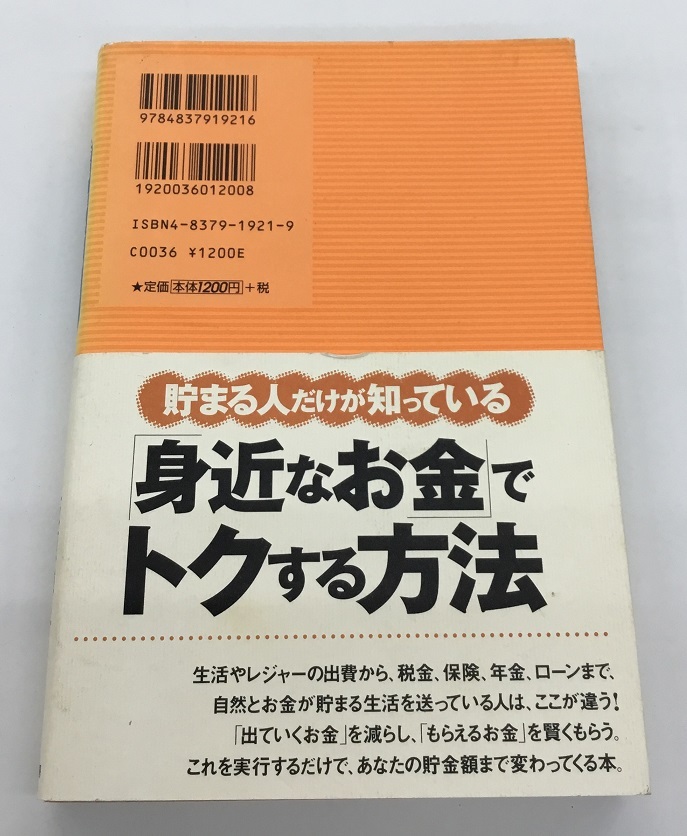 9784837919216
1920036012008
ISBN4-8379-1921-9
C0036 ¥1200E
★定価 本体1200円 +税
貯まる人だけが知っている
「身近なお金」で
トクする方法
生活やレジャーの出費から、税金、保険、年金、ローンまで、
自然とお金が貯まる生活を送っている人は、ここが違う!
「出ていくお金」を減らし、「もらえるお金」を賢くもらう。
これを実行するだけで、あなたの貯金額まで変わってくる本。